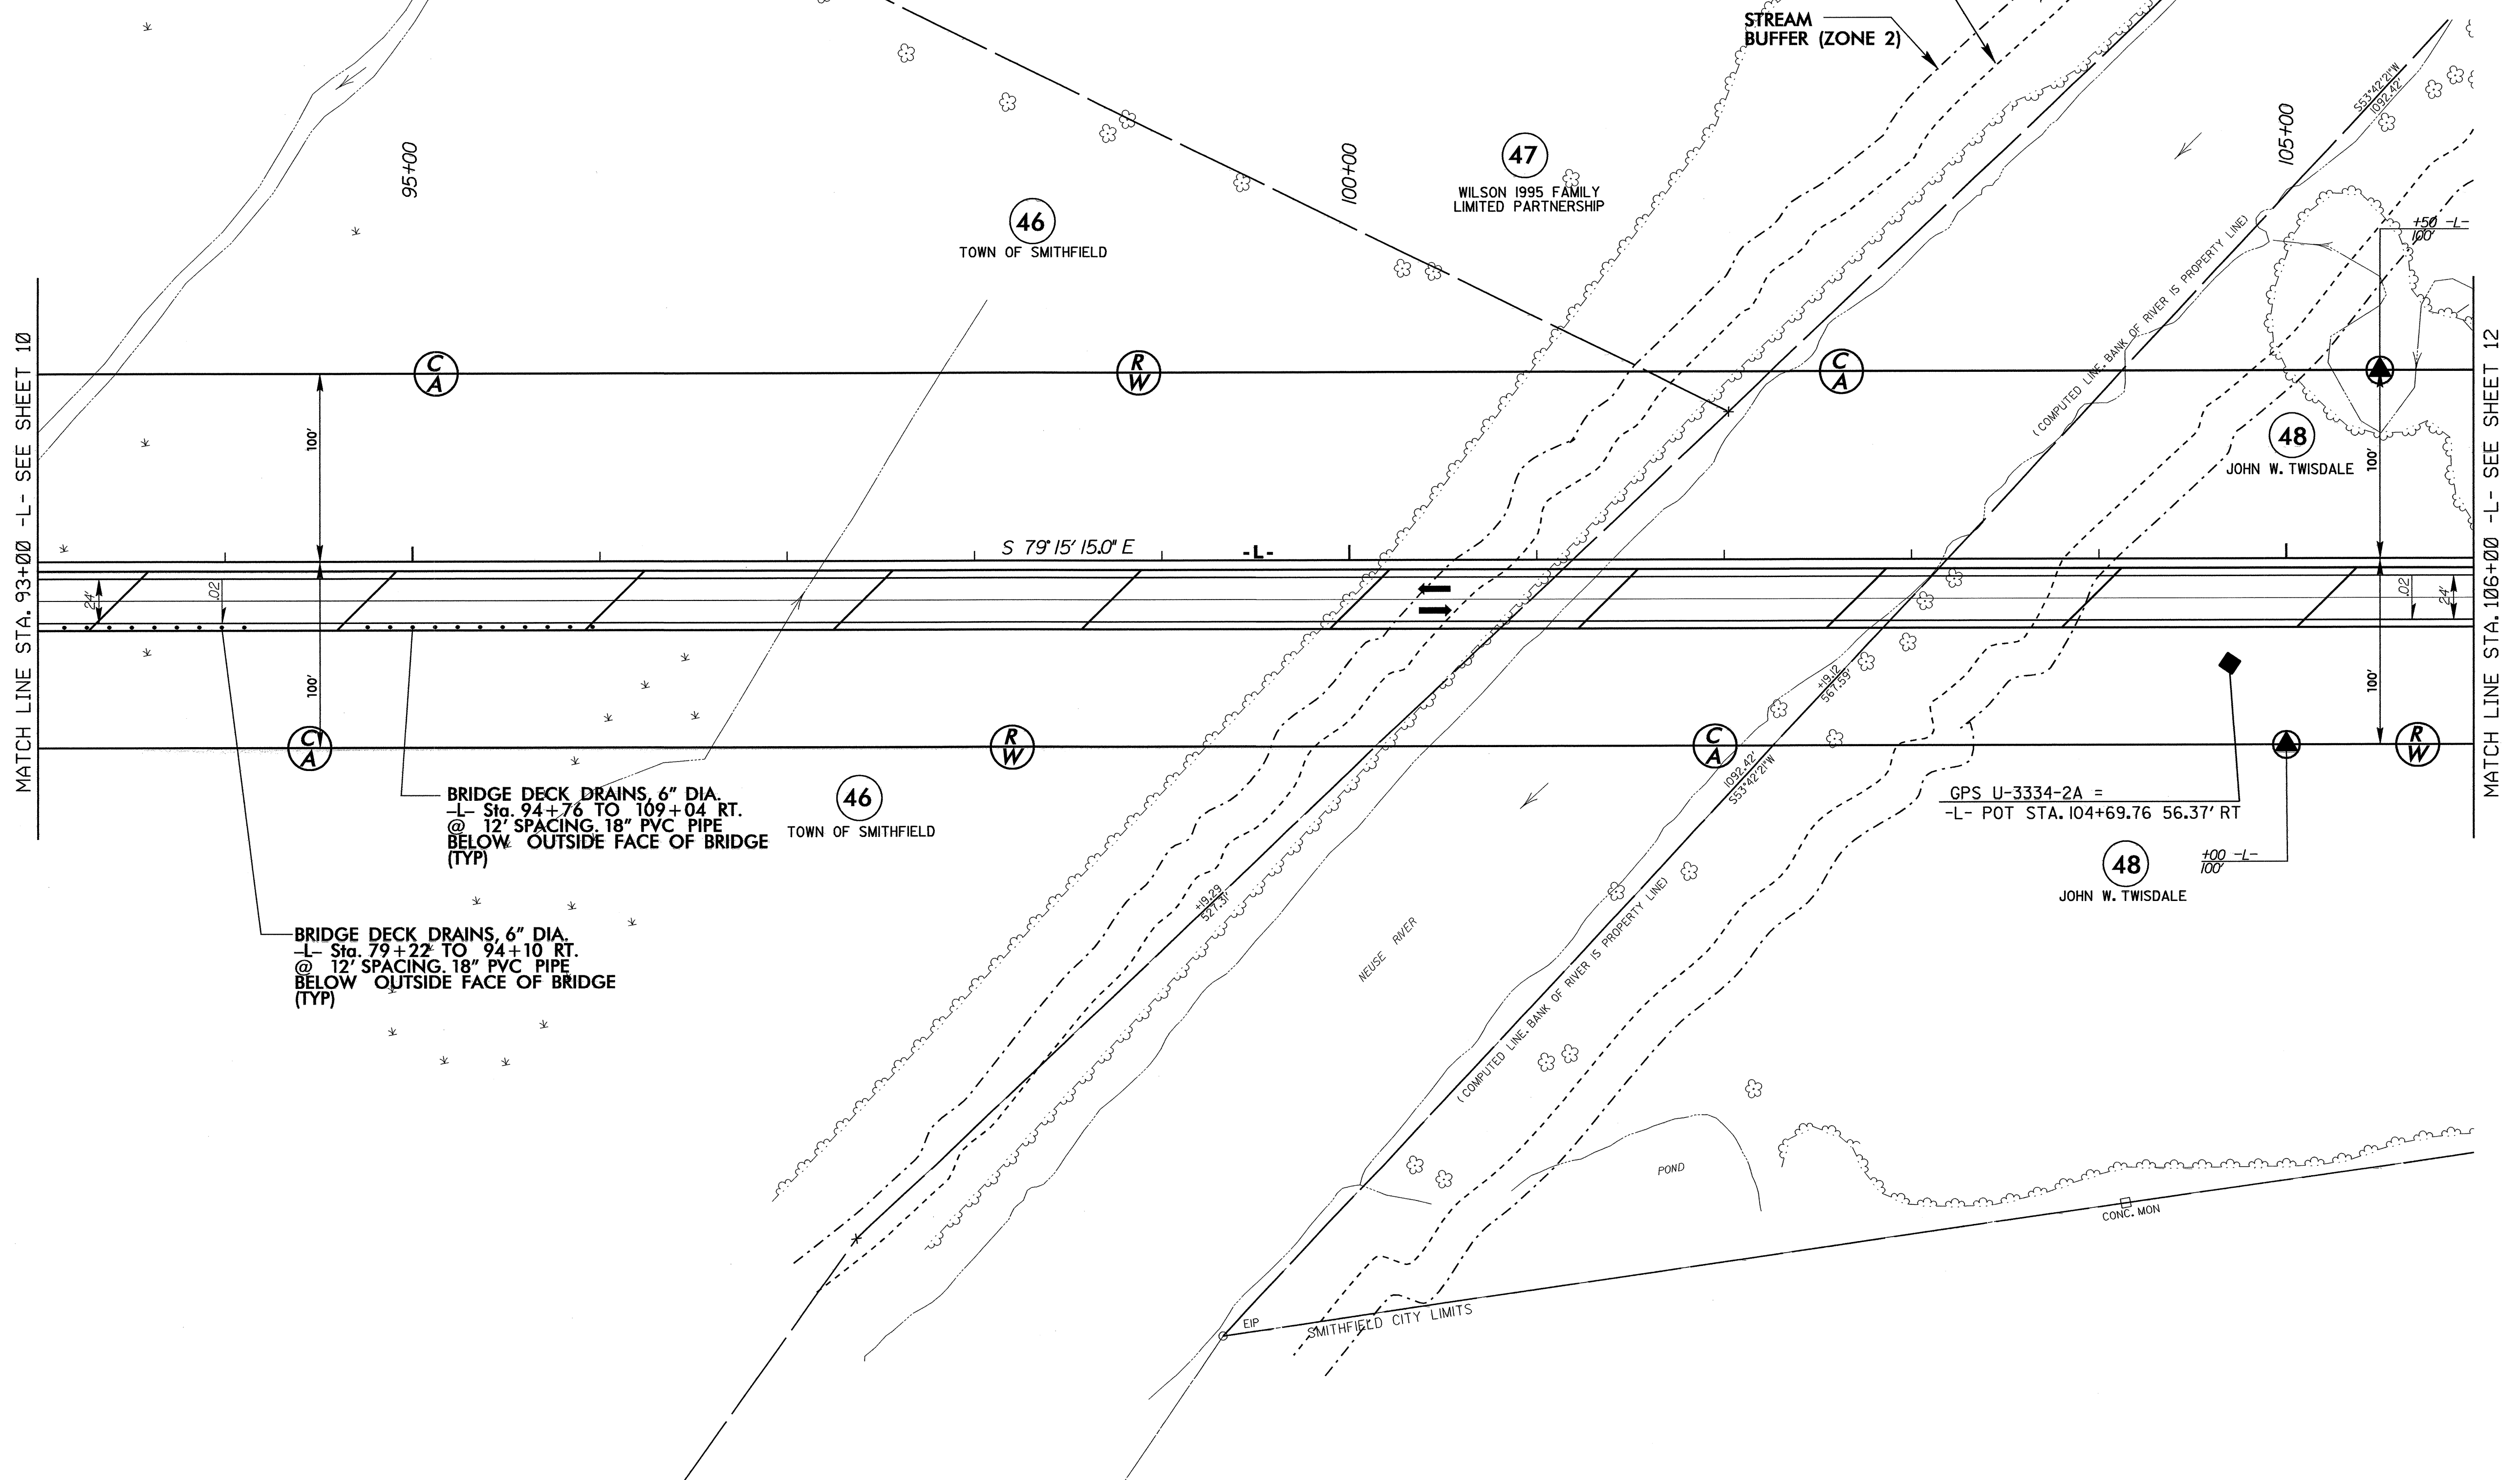 STREAM
BUFFER (ZONE 2)
S53°42'21"W
1092.42'
95+00
100+00
105+00
47
WILSON 1995 FAMILY
LIMITED PARTNERSHIP
46
TOWN OF SMITHFIELD
+50 -L-
100'
(COMPUTED LINE. BANK OF RIVER IS PROPERTY LINE)
C
A
R
W
C
A
48
JOHN W. TWISDALE
100'
100'
MATCH LINE STA. 93+00 -L- SEE SHEET 10
MATCH LINE STA. 106+00 -L- SEE SHEET 12
S 79° 15' 15.0" E
-L-
24'
.02
.02
24'
100'
100'
+19.12
567.59'
C
A
R
W
C
A
R
W
1092.42'
S53°42'21"W
BRIDGE DECK DRAINS, 6" DIA.
-L- Sta. 94+76 TO 109+04 RT.
@ 12' SPACING. 18" PVC PIPE
BELOW OUTSIDE FACE OF BRIDGE
(TYP)
46
TOWN OF SMITHFIELD
GPS U-3334-2A =
-L- POT STA. 104+69.76 56.37' RT
48
JOHN W. TWISDALE
+00 -L-
100'
+19.29
527.31'
NEUSE RIVER
(COMPUTED LINE. BANK OF RIVER IS PROPERTY LINE)
BRIDGE DECK DRAINS, 6" DIA.
-L- Sta. 79+22 TO 94+10 RT.
@ 12' SPACING. 18" PVC PIPE
BELOW OUTSIDE FACE OF BRIDGE
(TYP)
POND
CONC. MON
EIP
SMITHFIELD CITY LIMITS